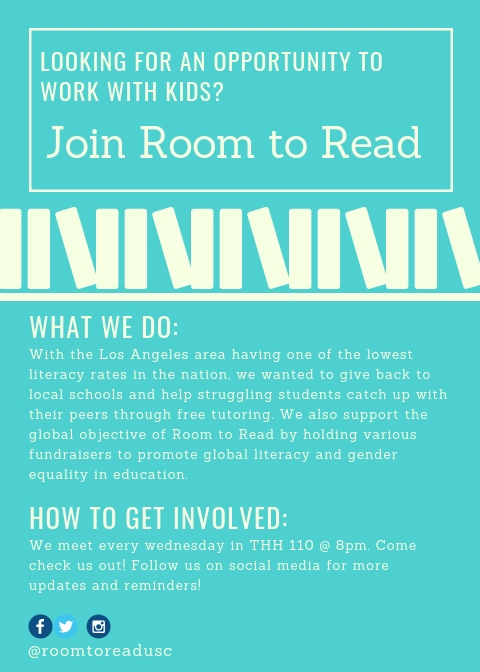 LOOKING FOR AN OPPORTUNITY TO
WORK WITH KIDS?
Join Room to Read
WHAT WE DO:
With the Los Angeles area having one of the lowest
literacy rates in the nation, we wanted to give back to
local schools and help struggling students catch up with
their peers through free tutoring. We also support the
global objective of Room to Read by holding various
fundraisers to promote global literacy and gender
equality in education.
HOW TO GET INVOLVED:
We meet every wednesday in THH 110 @ 8pm. Come
check us out! Follow us on social media for more
updates and reminders!
@roomtoreadusc